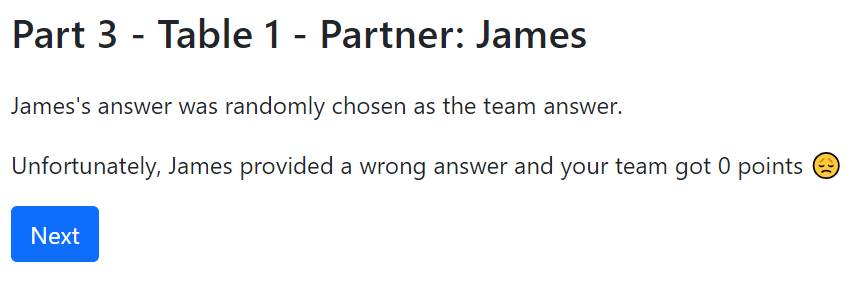 Part 3 - Table 1 - Partner: James
James's answer was randomly chosen as the team answer.
Unfortunately, James provided a wrong answer and your team got 0 points 😔
Next